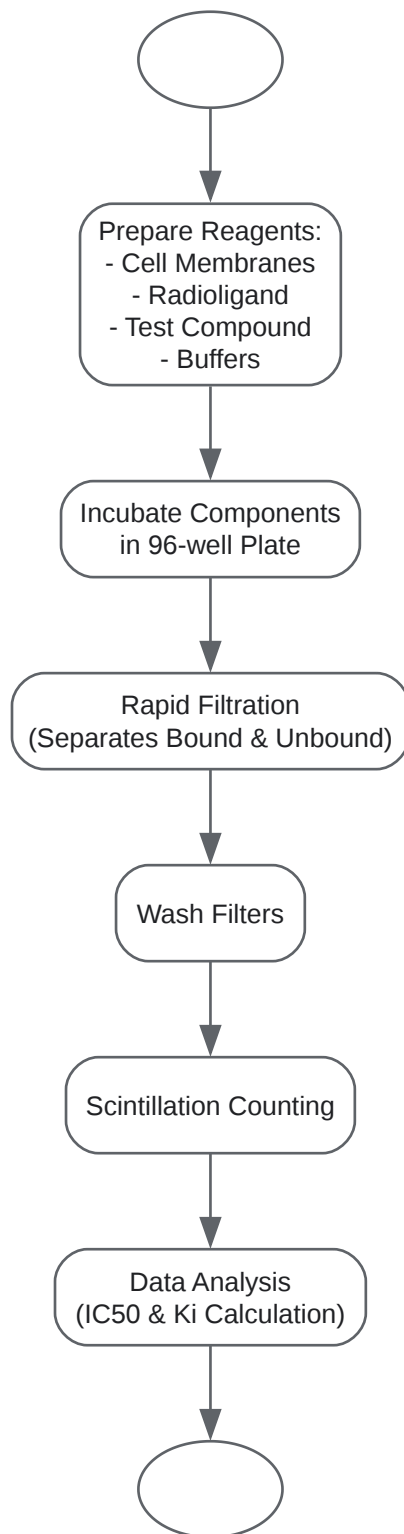 Prepare Reagents:
- Cell Membranes
- Radioligand
- Test Compound
- Buffers
Incubate Components
in 96-well Plate
Rapid Filtration
(Separates Bound & Unbound)
Wash Filters
Scintillation Counting
Data Analysis
(IC50 & Ki Calculation)